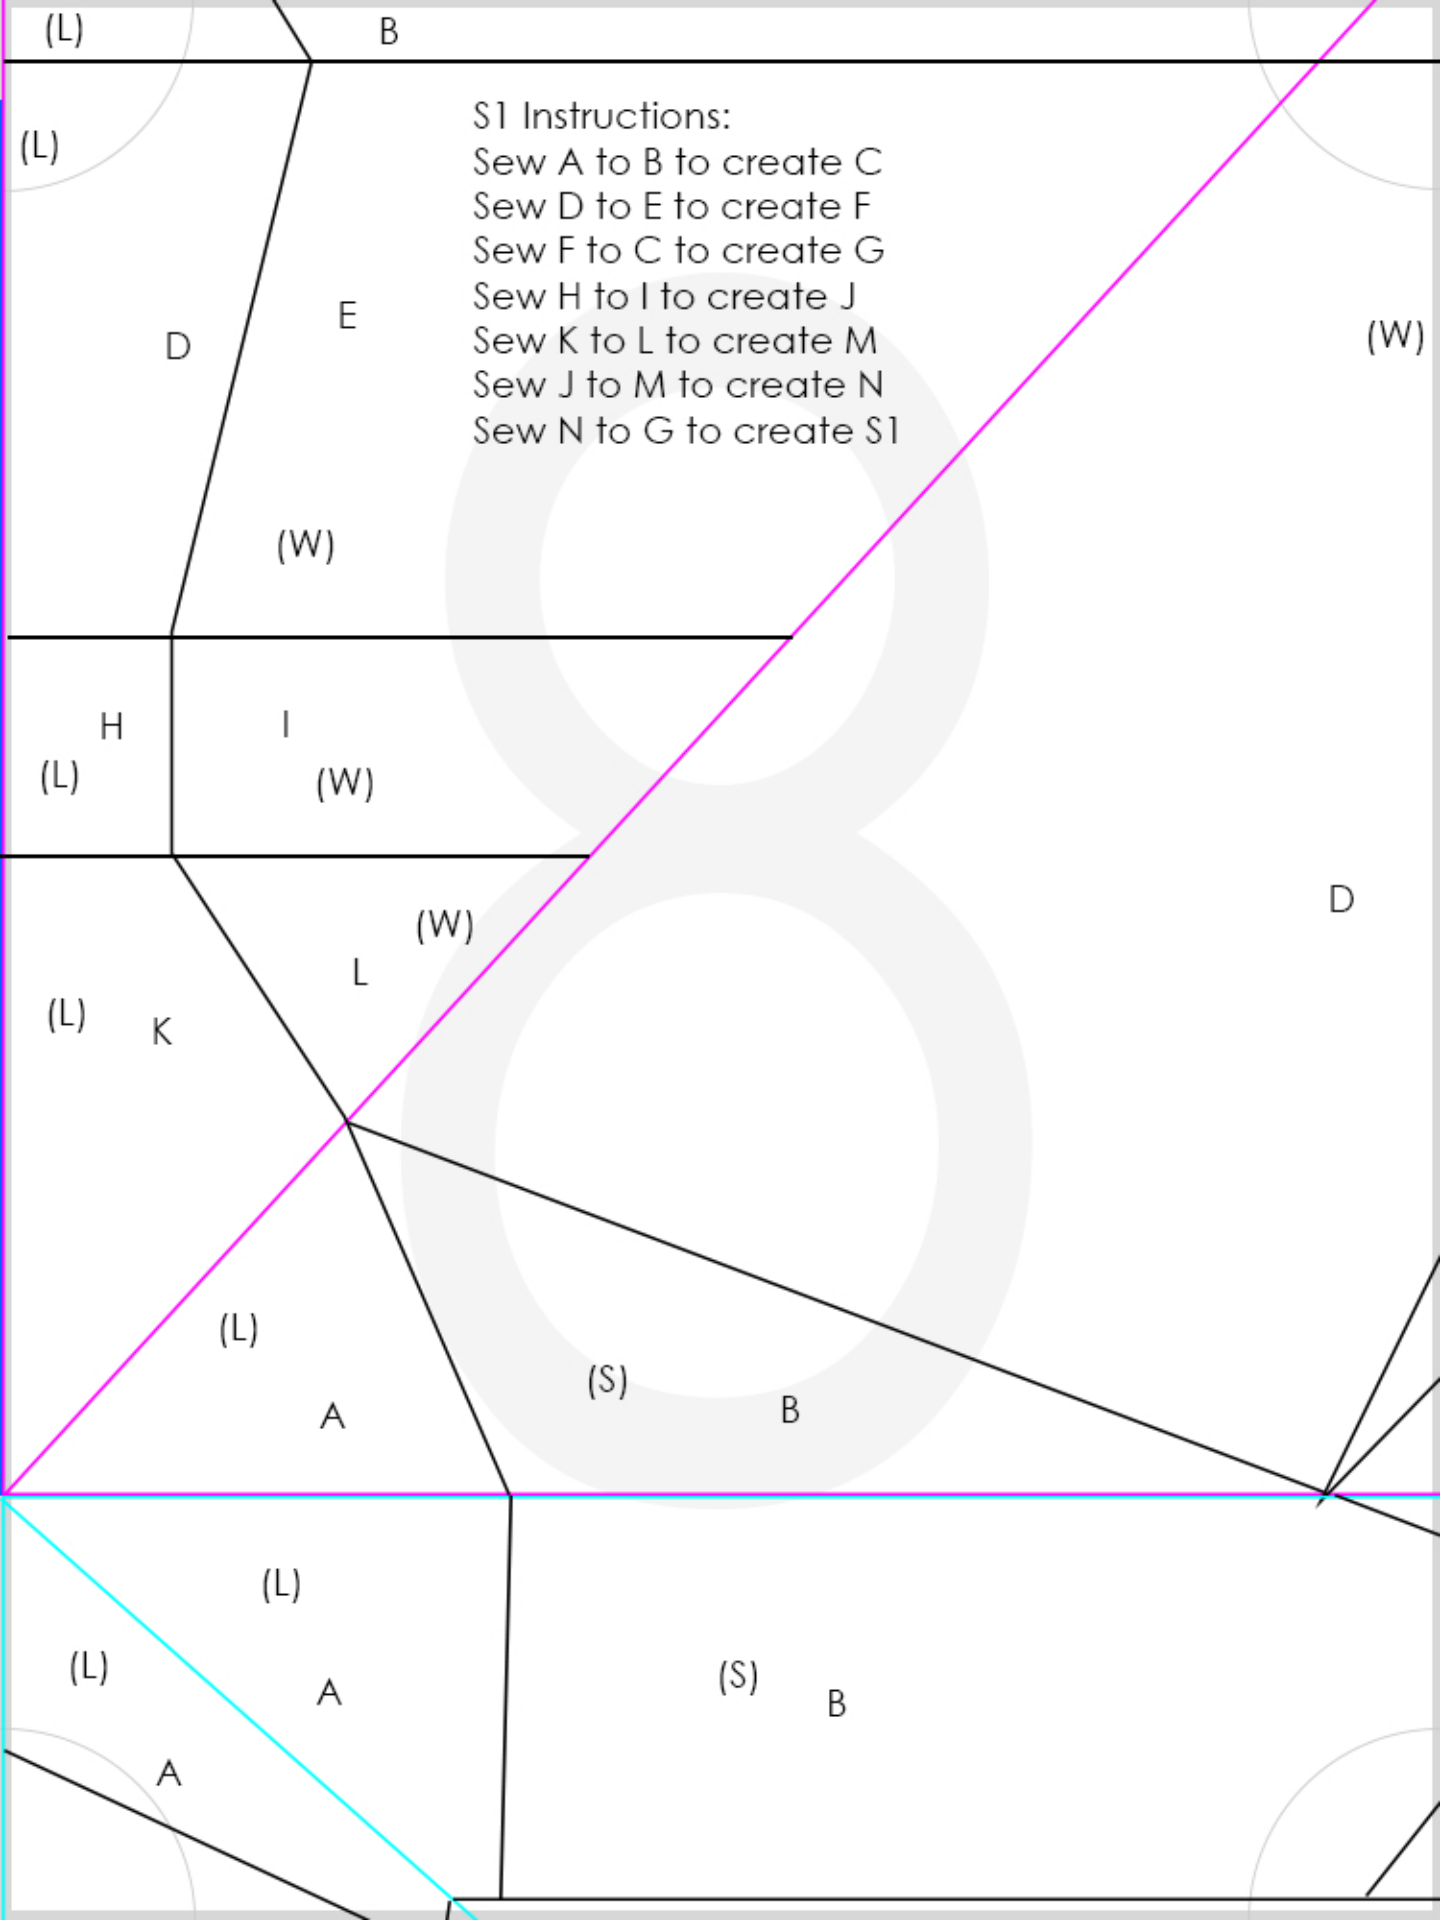 (L)
B
(L)
S1 Instructions:
Sew A to B to create C
Sew D to E to create F
Sew F to C to create G
Sew H to I to create J
Sew K to L to create M
Sew J to M to create N
Sew N to G to create S1
E
D
(W)
(W)
8
H
I
(L)
(W)
D
(W)
L
(L)
K
(L)
A
(S)
B
(L)
(L)
A
(S)
B
A